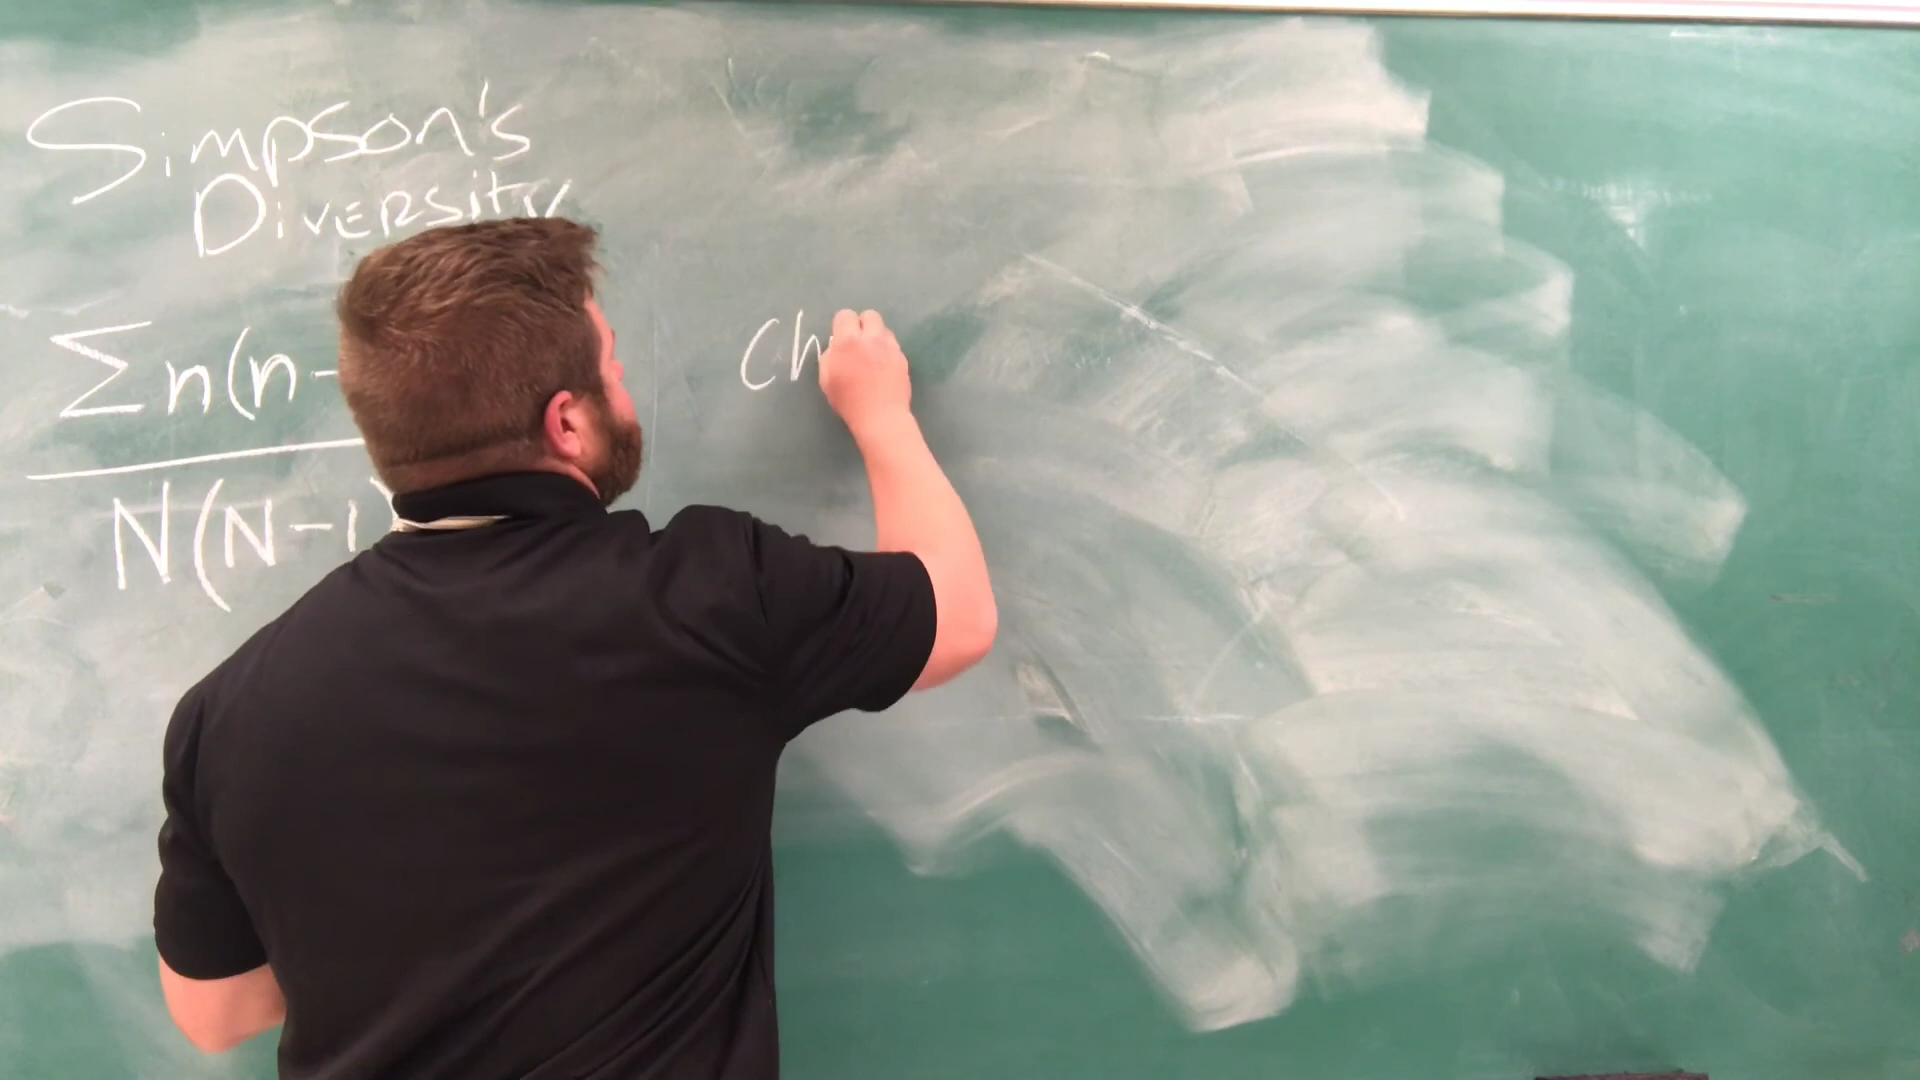 Simpson's
Diversity
Σn(n-
N(N-1)
Ch